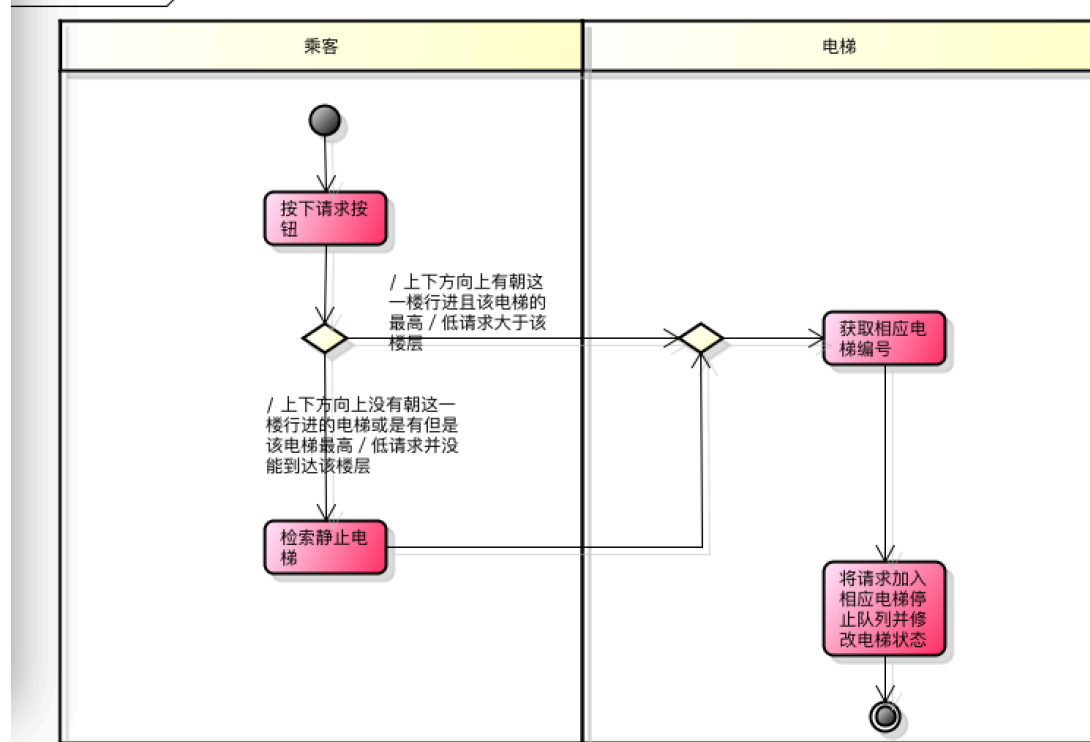 乘客
电梯
按下请求按
钮
/ 上下方向上有朝这
一楼行进且该电梯的
最高 / 低请求大于该
楼层
获取相应电
梯编号
/ 上下方向上没有朝这一
楼行进的电梯或是有但是
该电梯最高 / 低请求并没
能到达该楼层
检索静止电
梯
将请求加入
相应电梯停
止队列并修
改电梯状态